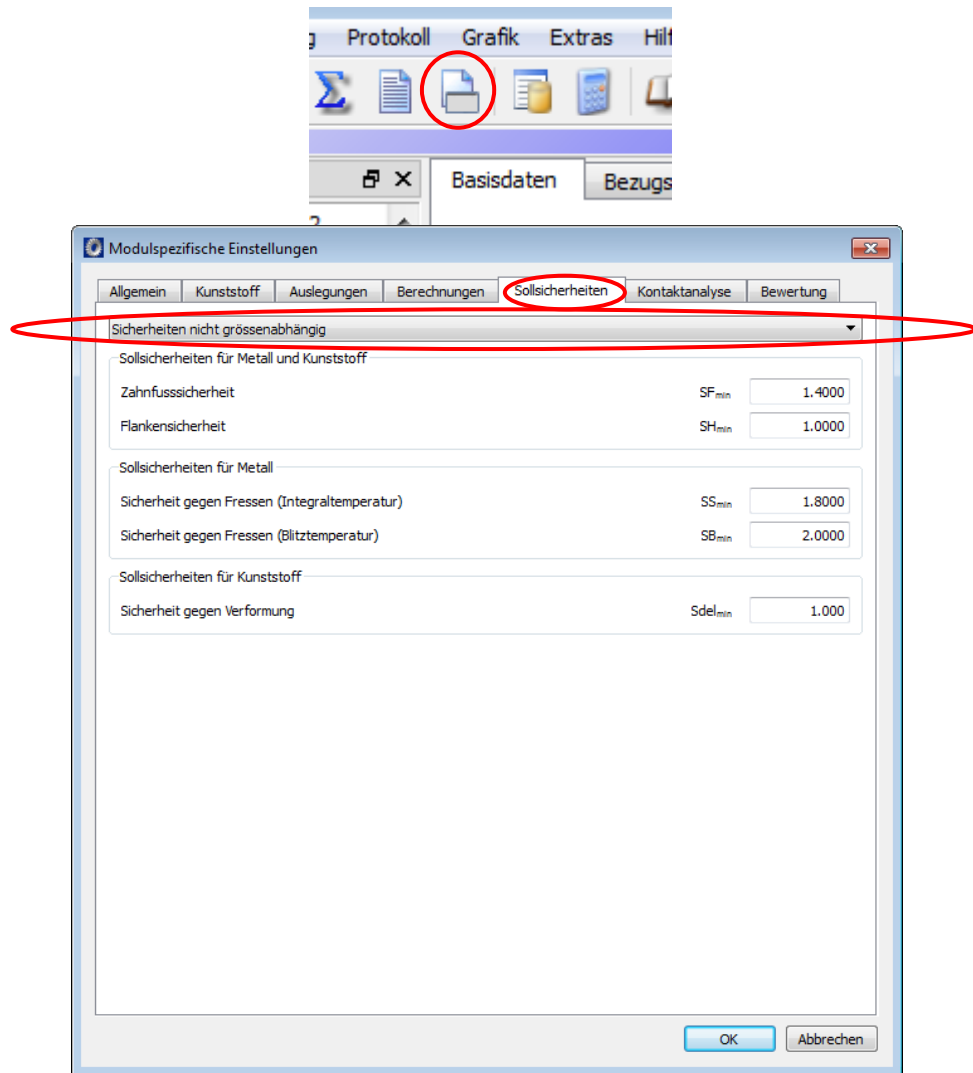 Protokoll Grafik Extras
Basisdaten
Modulspezifische Einstellungen
Allgemein Kunststoff Auslegungen Berechnungen Sollsicherheiten Kontaktanalyse Bewertung
Sicherheiten nicht grössenabhängig
Sollsicherheiten für Metall und Kunststoff
Zahnfusssicherheit SFmin 1.4000
Flankensicherheit SHmin 1.0000
Sollsicherheiten für Metall
Sicherheit gegen Fressen (Integraltemperatur) SSmin 1.8000
Sicherheit gegen Fressen (Blitztemperatur) SBmin 2.0000
Sollsicherheiten für Kunststoff
Sicherheit gegen Verformung Sdelmin 1.000
OK Abbrechen